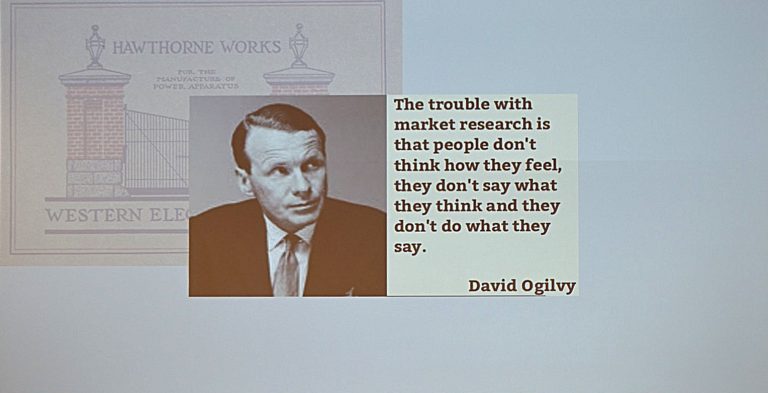 HAWTHORNE WORKS
FOR THE
MANUFACTURE OF
POWER APPARATUS
WESTERN ELEC
The trouble with
market research is
that people don't
think how they feel,
they don't say what
they think and they
don't do what they
say.
David Ogilvy